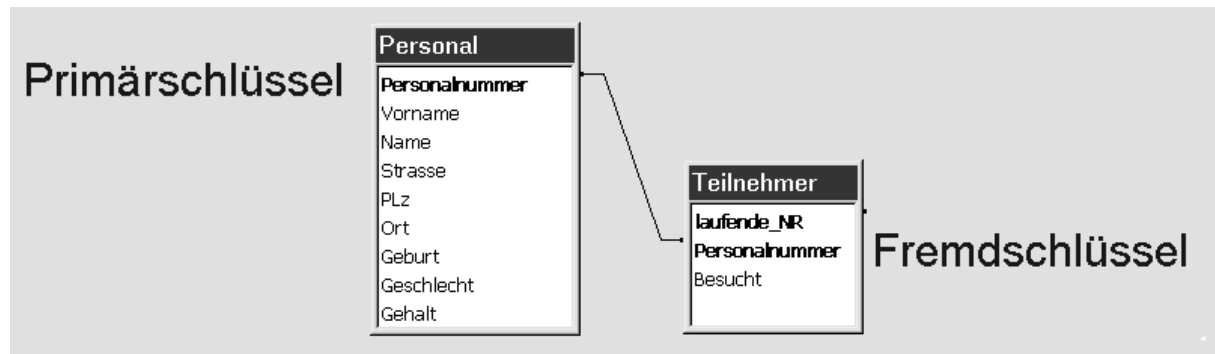 Primärschlüssel
Personal
Personalnummer
Vorname
Name
Strasse
PLz
Ort
Geburt
Geschlecht
Gehalt
Teilnehmer
laufende_NR
Personalnummer
Besucht
Fremdschlüssel